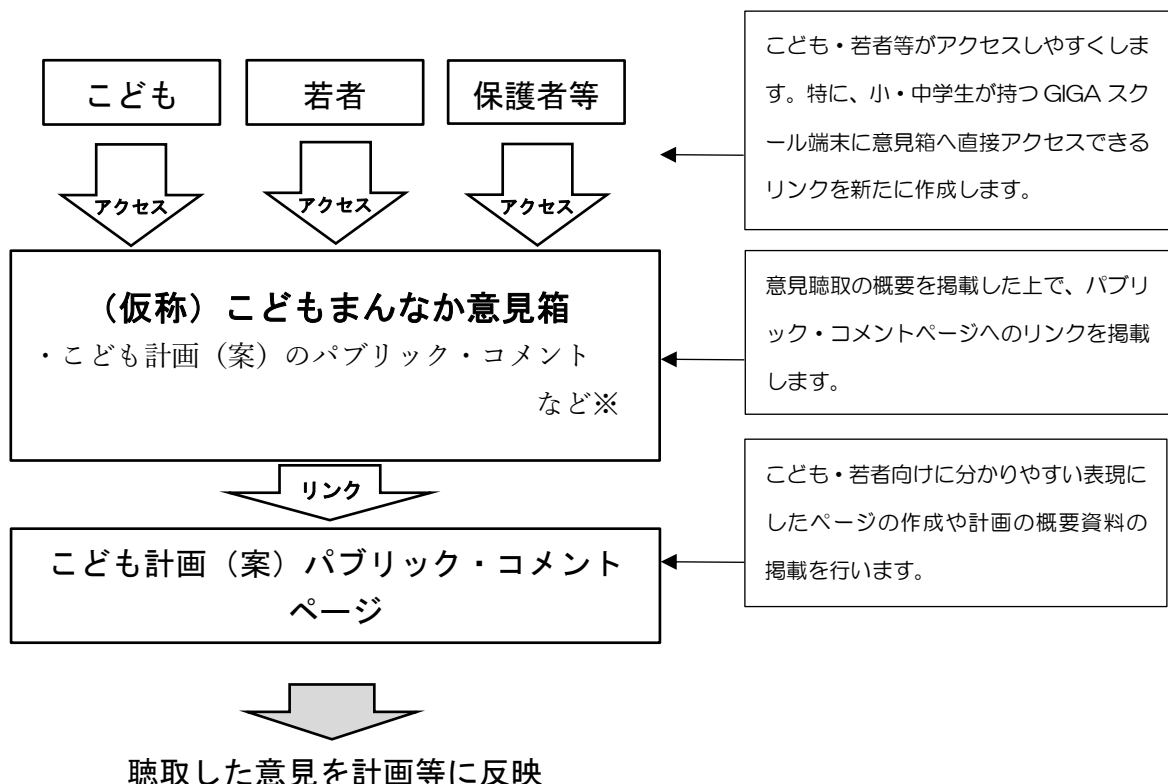 こども
若者
保護者等
アクセス
アクセス
アクセス
こども・若者等がアクセスしやすくしま
す。特に、小・中学生が持つ GIGA スク
ール端末に意見箱へ直接アクセスできる
リンクを新たに作成します。
（仮称）こどもまんなか意見箱
・こども計画（案）のパブリック・コメント
など※
意見聴取の概要を掲載した上で、パブリ
ック・コメントページへのリンクを掲載
します。
リンク
こども計画（案）パブリック・コメント
ページ
こども・若者向けに分かりやすい表現に
したページの作成や計画の概要資料の
掲載を行います。
聴取した意見を計画等に反映